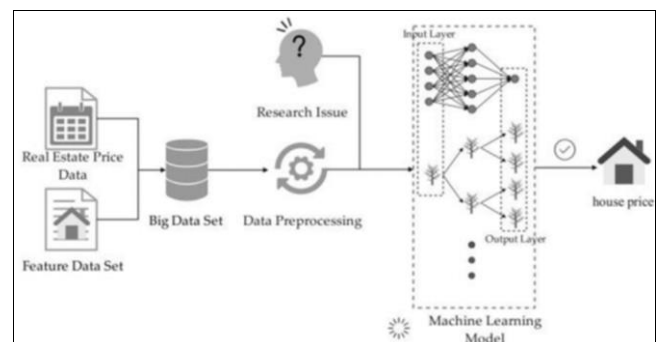 Input Layer
?
Research Issue
Real Estate Price
Data
Big Data Set
Data Preprocessing
Feature Data Set
Output Layer
house price
Machine Learning
Model